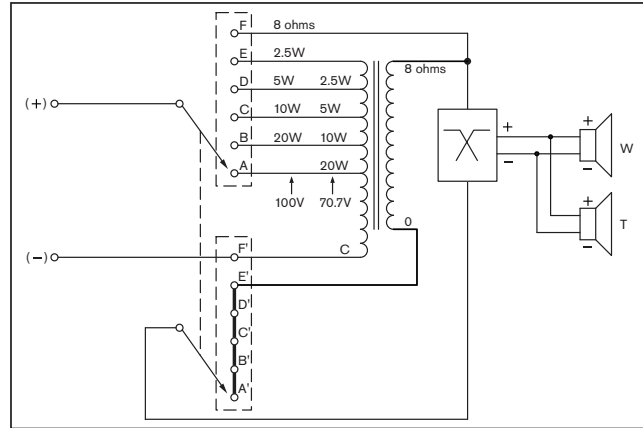 F 8 ohms
E 2.5W
8 ohms
D 5W 2.5W
(+)
C 10W 5W
B 20W 10W
+
+
-
-
W
A 20W
100V 70.7V
+
-
T
0
(-)
F' C
E'
D'
C'
B'
A'